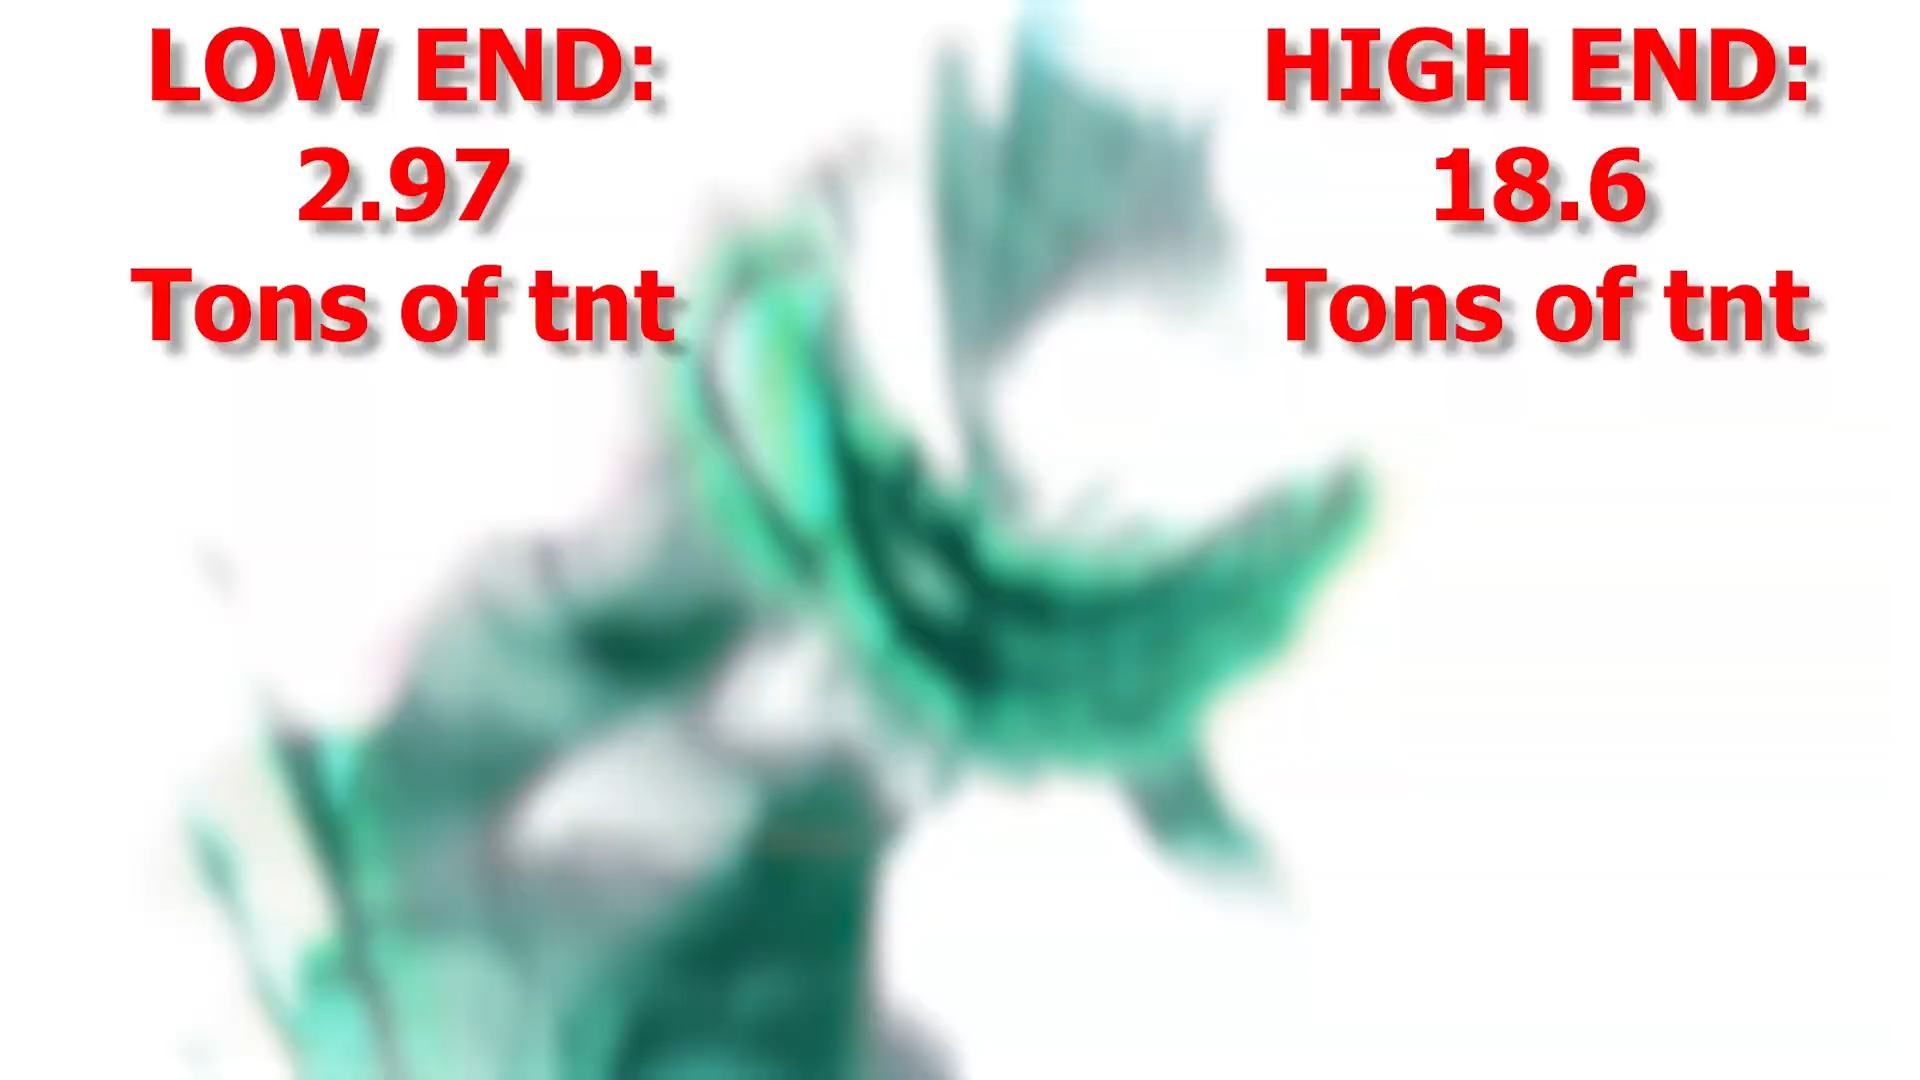 LOW END:
2.97
Tons of tnt
HIGH END:
18.6
Tons of tnt